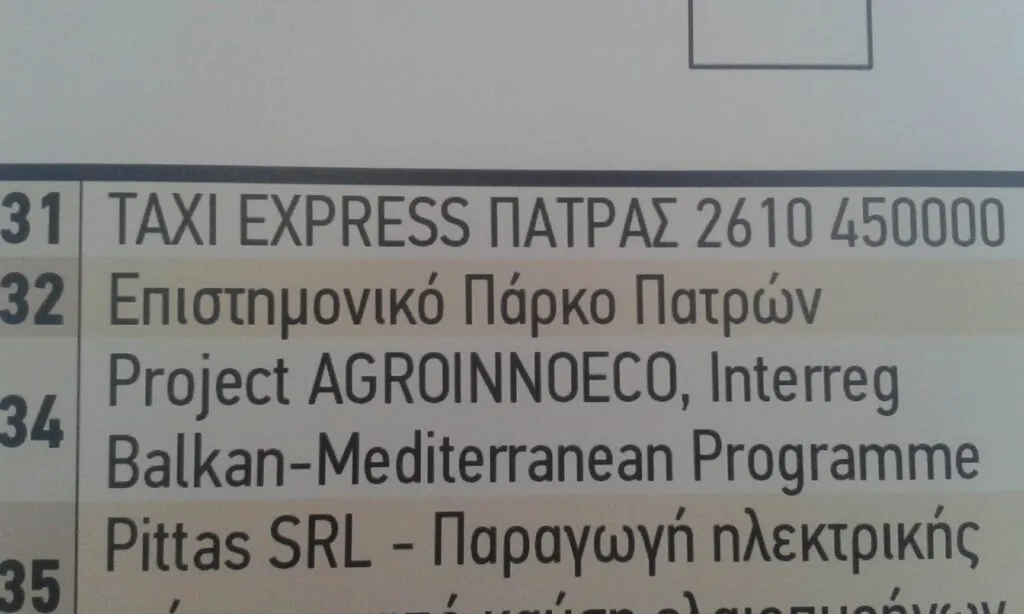 31 TAXI EXPRESS ΠΑΤΡΑΣ 2610 450000
32 Επιστημονικό Πάρκο Πατρών
34 Project AGROINNOECO, Interreg
Balkan-Mediterranean Programme
35 Pittas SRL - Παραγωγή ηλεκτρικής